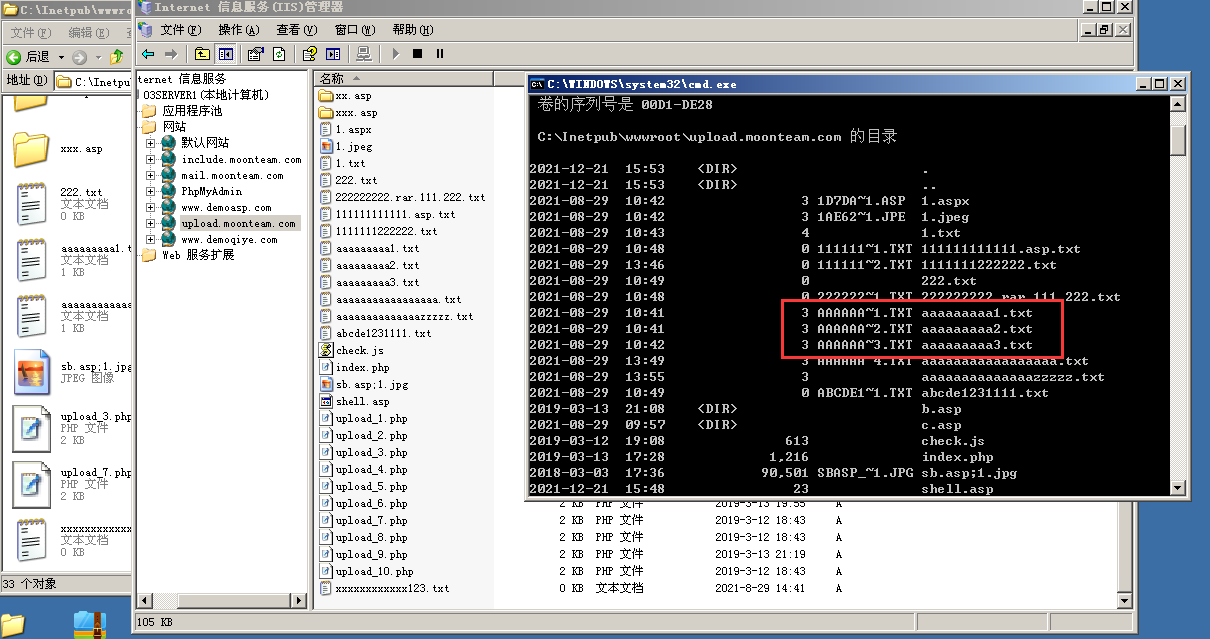 C:\Inetpub\wwwro
文件(F) 编辑(E)
后退
地址(D) C:\Inetpu
xxx.asp
222.txt
文本文档
0 KB
aaaaaaaaa1.t
文本文档
1 KB
aaaaaaaaaaaa
文本文档
1 KB
sb.asp;1.jpg
JPEG 图像
upload_3.php
PHP 文件
2 KB
upload_7.php
PHP 文件
2 KB
xxxxxxxxxxxx
文本文档
0 KB
33 个对象
Internet 信息服务(IIS)管理器
文件(F) 操作(A) 查看(V) 窗口(W) 帮助(H)
ternet 信息服务
03SERVER1(本地计算机)
应用程序池
网站
默认网站
include.moonteam.com
mail.moonteam.com
PhpMyAdmin
www.demoasp.com
upload.moonteam.com
www.demoqiye.com
Web 服务扩展
名称
xx.asp
xxx.asp
1.aspx
1.jpeg
1.txt
222.txt
222222222.rar.111.222.txt
111111111111.asp.txt
1111111222222.txt
aaaaaaaaa1.txt
aaaaaaaaa2.txt
aaaaaaaaa3.txt
aaaaaaaaaaaaaaaaa.txt
aaaaaaaaaaaaaazzzzz.txt
abcde1231111.txt
check.js
index.php
sb.asp;1.jpg
shell.asp
upload_1.php
upload_2.php
upload_3.php
upload_4.php
upload_5.php
upload_6.php 2 KB PHP 文件 2019-3-13 19:55 A
upload_7.php 2 KB PHP 文件 2019-3-12 18:43 A
upload_8.php 2 KB PHP 文件 2019-3-12 18:43 A
upload_9.php 2 KB PHP 文件 2019-3-13 21:19 A
upload_10.php 2 KB PHP 文件 2019-3-12 18:43 A
xxxxxxxxxxxx123.txt 0 KB 文本文档 2021-8-29 14:41 A
105 KB
C:\WINDOWS\system32\cmd.exe
卷的序列号是 00D1-DE28
C:\Inetpub\wwwroot\upload.moonteam.com 的目录
2021-12-21 15:53 <DIR> .
2021-12-21 15:53 <DIR> ..
2021-08-29 10:42 3 1D7DA~1.ASP 1.aspx
2021-08-29 10:42 3 1AE62~1.JPE 1.jpeg
2021-08-29 10:43 4 1.txt
2021-08-29 10:48 0 111111~1.TXT 111111111111.asp.txt
2021-08-29 13:46 0 111111~2.TXT 1111111222222.txt
2021-08-29 10:49 0 222.txt
2021-08-29 10:48 0 222222~1.TXT 222222222.rar.111.222.txt
2021-08-29 10:41 3 AAAAAA~1.TXT aaaaaaaaa1.txt
2021-08-29 10:41 3 AAAAAA~2.TXT aaaaaaaaa2.txt
2021-08-29 10:42 3 AAAAAA~3.TXT aaaaaaaaa3.txt
2021-08-29 13:49 3 AAAAAA~4.TXT aaaaaaaaaaaaaaaaa.txt
2021-08-29 13:55 3 aaaaaaaaaaaaaazzzzz.txt
2021-08-29 10:49 0 ABCDE1~1.TXT abcde1231111.txt
2019-03-13 21:08 <DIR> b.asp
2021-08-29 09:57 <DIR> c.asp
2019-03-12 19:08 613 check.js
2019-03-13 17:28 1,216 index.php
2018-03-03 17:36 90,501 SBASP_~1.JPG sb.asp;1.jpg
2021-12-21 15:48 23 shell.asp